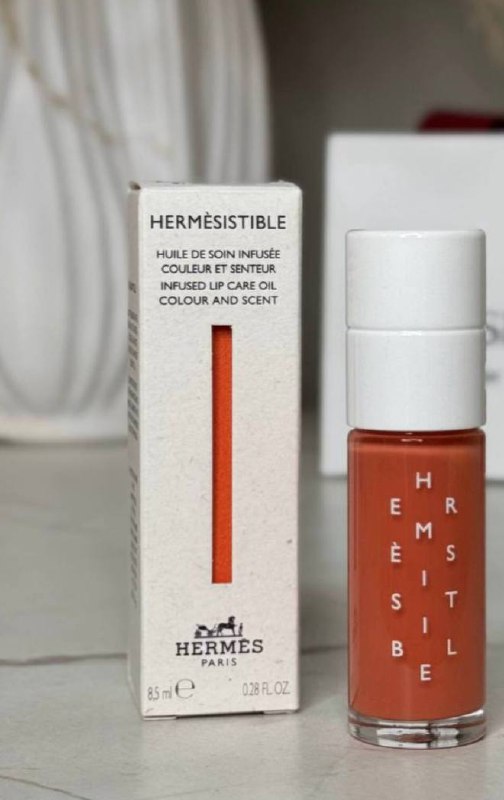 HERMÈSISTIBLE
HUILE DE SOIN INFUSÉE
COULEUR ET SENTEUR
INFUSED LIP CARE OIL
COLOUR AND SCENT
HERMÈS
PARIS
8.5 ml ℮ 0.28 FL.OZ.
H
E R
M
È S
I
S T
I
B L
E